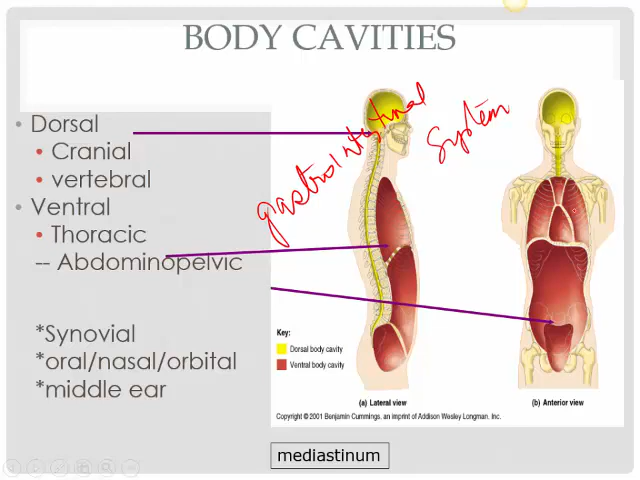 BODY CAVITIES
• Dorsal
• Cranial
• vertebral
• Ventral
• Thoracic
-- Abdominopelvic
*Synovial
*oral/nasal/orbital
*middle ear
gastrointestinal System
Key:
Dorsal body cavity
Ventral body cavity
(a) Lateral view
(b) Anterior view
Copyright © 2001 Benjamin Cummings, an imprint of Addison Wesley Longman, Inc.
mediastinum